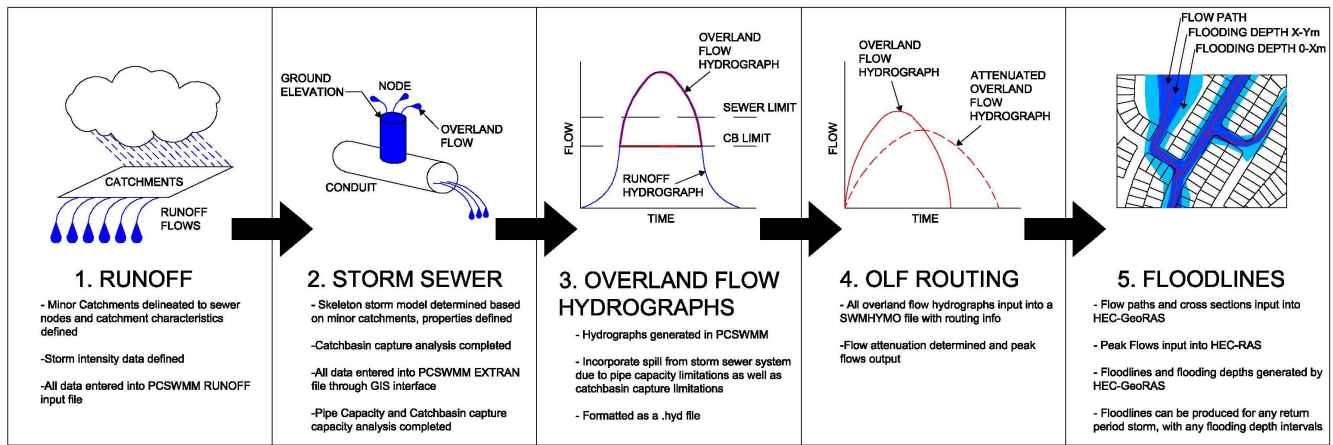 CATCHMENTS
RUNOFF
FLOWS
1. RUNOFF
- Minor Catchments delineated to sewer
nodes and catchment characteristics
defined
-Storm intensity data defined
-All data entered into PCSWMM RUNOFF
input file
GROUND
ELEVATION
NODE
OVERLAND
FLOW
CONDUIT
2. STORM SEWER
- Skeleton storm model determined based
on minor catchments, properties defined
-Catchbasin capture analysis completed
-All data entered into PCSWMM EXTRAN
file through GIS interface
-Pipe Capacity and Catchbasin capture
capacity analysis completed
OVERLAND
FLOW
HYDROGRAPH
SEWER LIMIT
CB LIMIT
FLOW
RUNOFF
HYDROGRAPH
TIME
3. OVERLAND FLOW
HYDROGRAPHS
- Hydrographs generated in PCSWMM
- Incorporate spill from storm sewer system
due to pipe capacity limitations as well as
catchbasin capture limitations
- Formatted as a .hyd file
OVERLAND
FLOW
HYDROGRAPH
ATTENUATED
OVERLAND
FLOW
HYDROGRAPH
FLOW
TIME
4. OLF ROUTING
- All overland flow hydrographs input into a
SWMHYMO file with routing info
-Flow attenuation determined and peak
flows output
FLOW PATH
FLOODING DEPTH X-Ym
FLOODING DEPTH 0-Xm
5. FLOODLINES
- Flow paths and cross sections input into
HEC-GeoRAS
- Peak Flows input into HEC-RAS
- Floodlines and flooding depths generated by
HEC-GeoRAS
- Floodlines can be produced for any return
period storm, with any flooding depth intervals